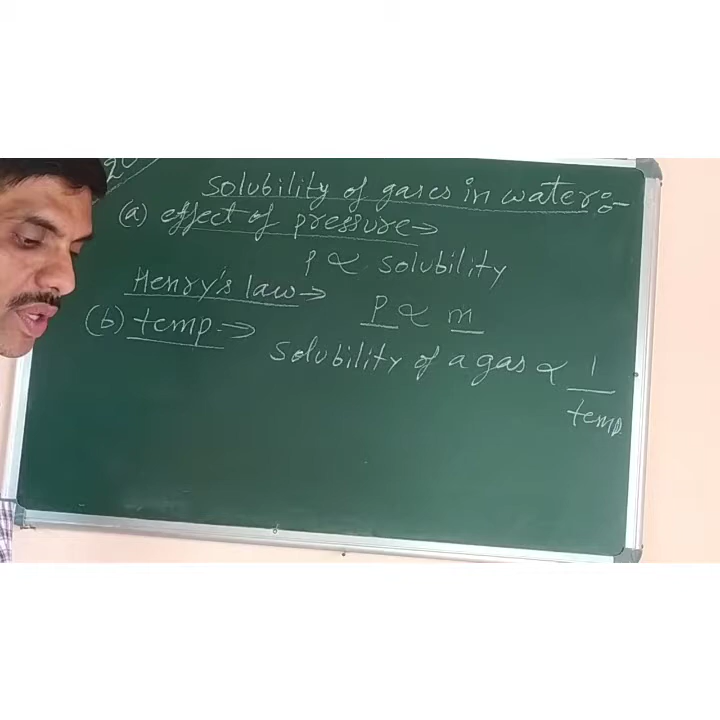 Solubility of gases in water:-
(a) effect of pressure→
P ∝ solubility
Henry's law→ P ∝ m
(b) temp.→
Solubility of a gas ∝ 1/temp.